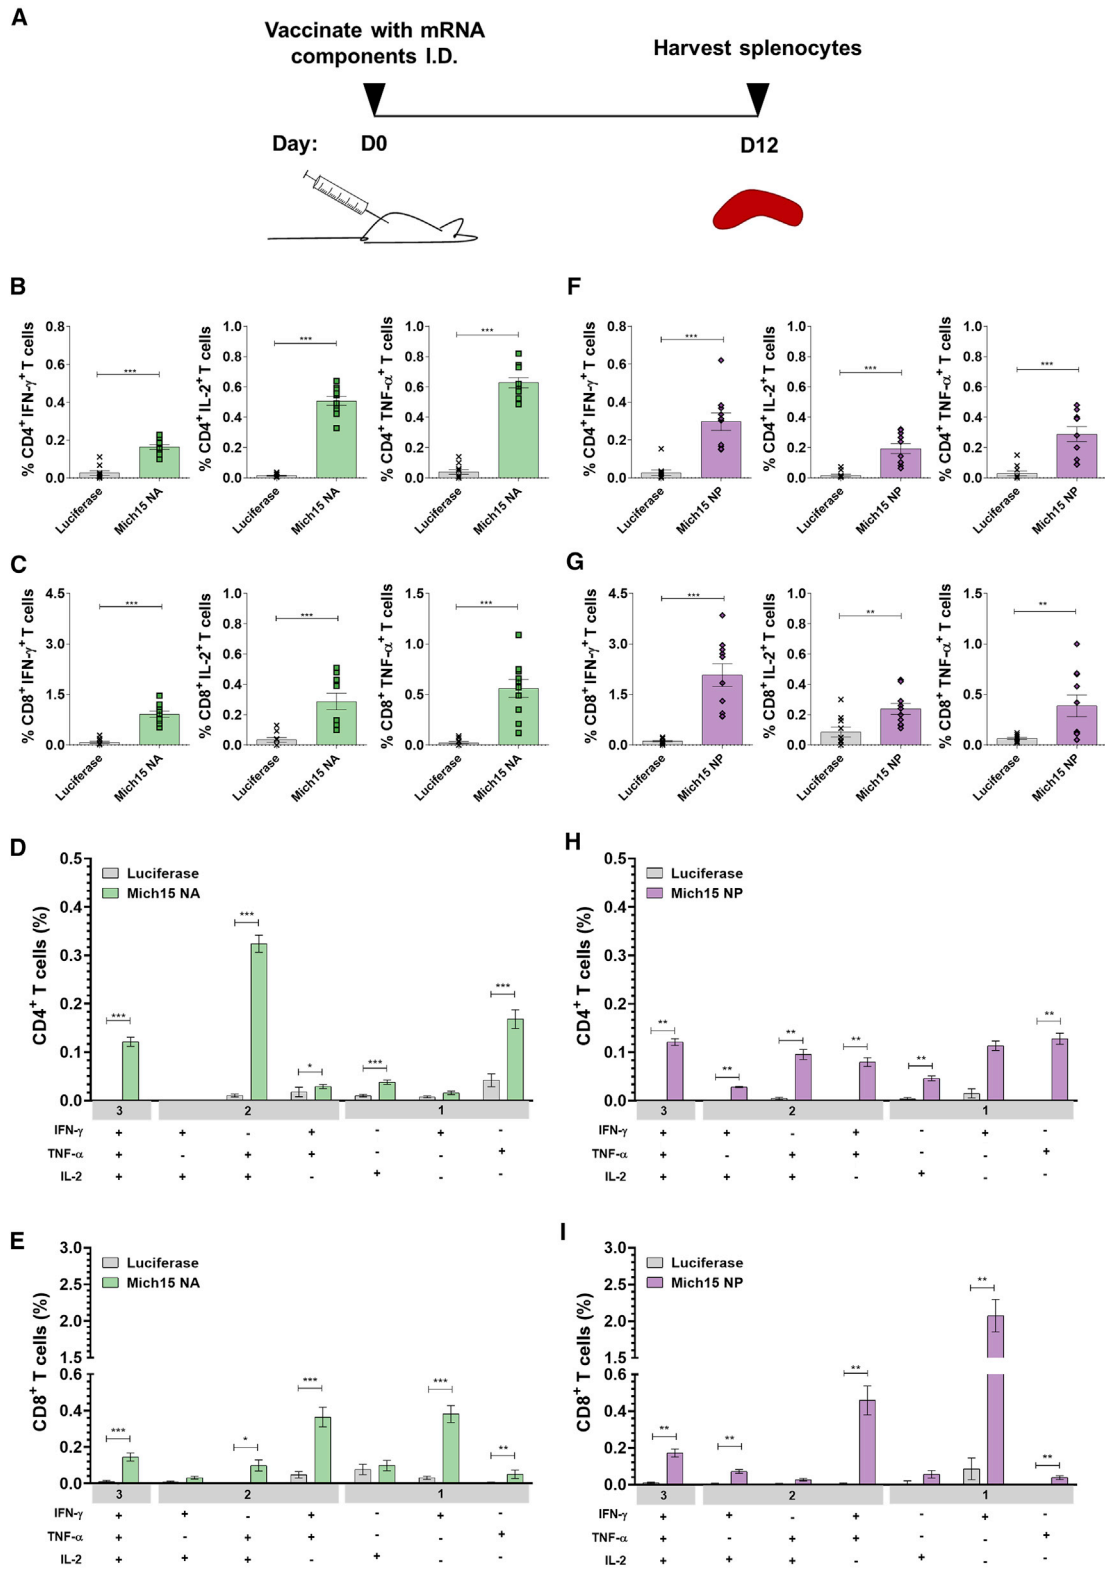 A
Vaccinate with mRNA
components I.D.
Harvest splenocytes
Day: D0 D12
B
% CD4+ IFN-γ+ T cells
0.8
0.6
0.4
0.2
0.0
***
Luciferase
Mich15 NA
% CD4+ IL-2+ T cells
1.0
0.8
0.6
0.4
0.2
0.0
***
Luciferase
Mich15 NA
% CD4+ TNF-α+ T cells
1.0
0.8
0.6
0.4
0.2
0.0
***
Luciferase
Mich15 NA
F
% CD4+ IFN-γ+ T cells
0.8
0.6
0.4
0.2
0.0
***
Luciferase
Mich15 NP
% CD4+ IL-2+ T cells
1.0
0.8
0.6
0.4
0.2
0.0
***
Luciferase
Mich15 NP
% CD4+ TNF-α+ T cells
1.0
0.8
0.6
0.4
0.2
0.0
***
Luciferase
Mich15 NP
C
% CD8+ IFN-γ+ T cells
4.5
3.0
1.5
0.0
***
Luciferase
Mich15 NA
% CD8+ IL-2+ T cells
1.0
0.8
0.6
0.4
0.2
0.0
***
Luciferase
Mich15 NA
% CD8+ TNF-α+ T cells
1.5
1.0
0.5
0.0
***
Luciferase
Mich15 NA
G
% CD8+ IFN-γ+ T cells
4.5
3.0
1.5
0.0
***
Luciferase
Mich15 NP
% CD8+ IL-2+ T cells
1.0
0.8
0.6
0.4
0.2
0.0
**
Luciferase
Mich15 NP
% CD8+ TNF-α+ T cells
1.5
1.0
0.5
0.0
**
Luciferase
Mich15 NP
D
CD4+ T cells (%)
0.5
0.4
0.3
0.2
0.1
0.0
Luciferase
Mich15 NA
*** *** * *** ***
3 2 1
IFN-γ + + - + - + -
TNF-α + - + + - - +
IL-2 + + + - + - -
H
CD4+ T cells (%)
0.5
0.4
0.3
0.2
0.1
0.0
Luciferase
Mich15 NP
** ** ** ** ** **
3 2 1
IFN-γ + + - + - + -
TNF-α + - + + - - +
IL-2 + + + - + - -
E
CD8+ T cells (%)
3.0
2.5
2.0
1.5
0.6
0.4
0.2
0.0
Luciferase
Mich15 NA
*** * *** *** **
3 2 1
IFN-γ + + - + - + -
TNF-α + - + + - - +
IL-2 + + + - + - -
I
CD8+ T cells (%)
3.0
2.5
2.0
1.5
0.6
0.4
0.2
0.0
Luciferase
Mich15 NP
** ** ** ** **
3 2 1
IFN-γ + + - + - + -
TNF-α + - + + - - +
IL-2 + + + - + - -